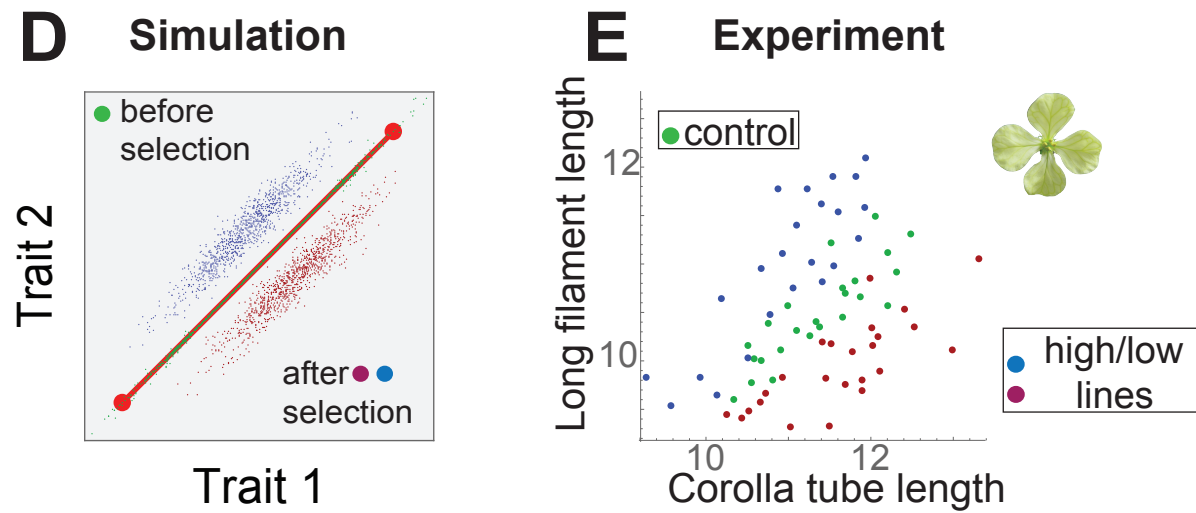 D Simulation
before
selection
after
selection
Trait 2
Trait 1
E Experiment
control
12
10
Long filament length
10 12
Corolla tube length
high/low
lines